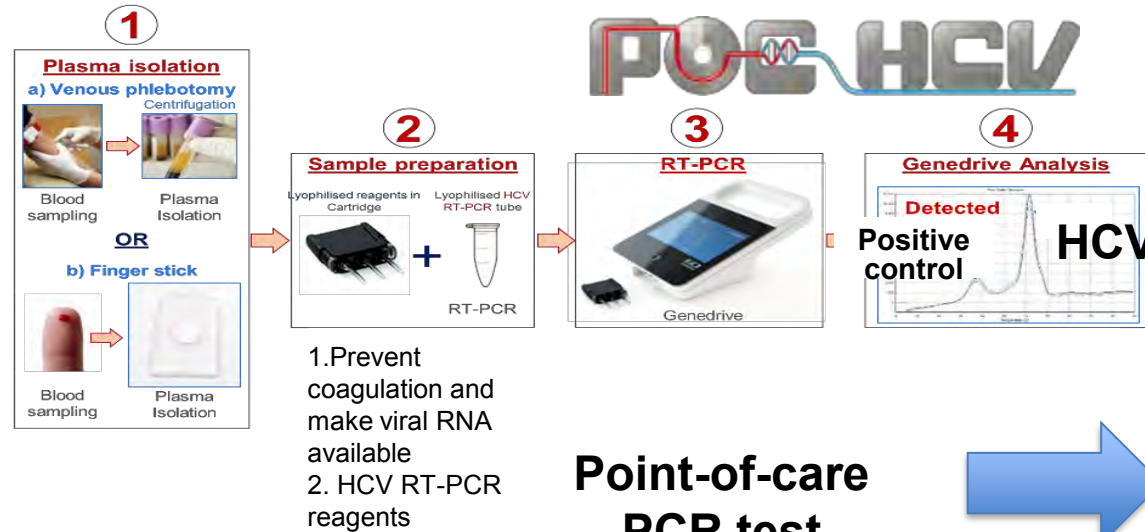 POC HCV
1
Plasma isolation
a) Venous phlebotomy
Centrifugation
Blood
sampling
Plasma
Isolation
OR
b) Finger stick
Blood
sampling
Plasma
Isolation
2
Sample preparation
Lyophilised reagents in
Cartridge
Lyophilised HCV
RT-PCR tube
+
RT-PCR
1.Prevent
coagulation and
make viral RNA
available
2. HCV RT-PCR
reagents
3
RT-PCR
Genedrive
4
Genedrive Analysis
Detected
Positive
control
HCV
Point-of-care
PCR test